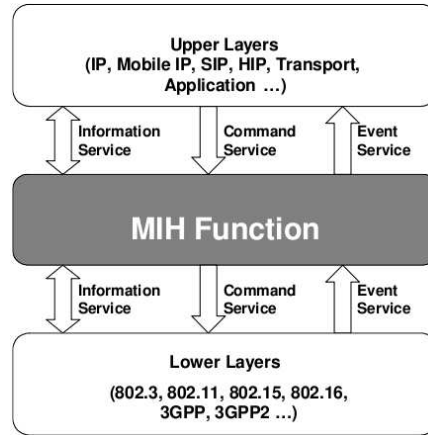 Upper Layers
(IP, Mobile IP, SIP, HIP, Transport,
Application ...)
Information
Service
Command
Service
Event
Service
MIH Function
Information
Service
Command
Service
Event
Service
Lower Layers
(802.3, 802.11, 802.15, 802.16,
3GPP, 3GPP2 ...)